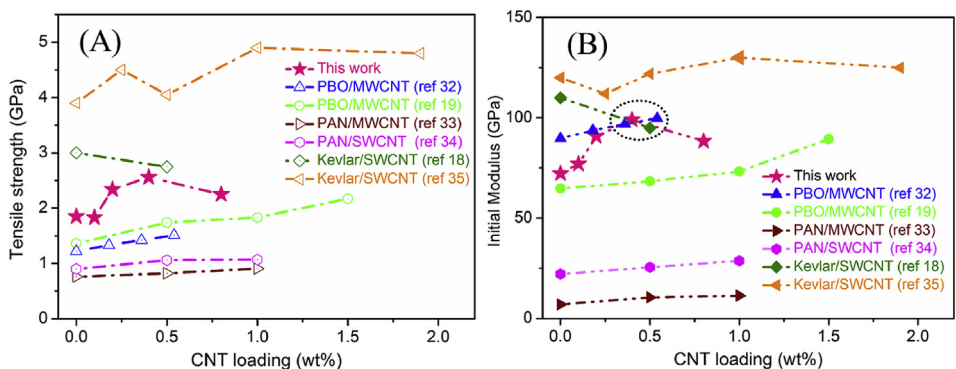 (A)
Tensile strength (GPa)
5
4
3
2
1
0
This work
PBO/MWCNT (ref 32)
PBO/MWCNT (ref 19)
PAN/MWCNT (ref 33)
PAN/SWCNT (ref 34)
Kevlar/SWCNT (ref 18)
Kevlar/SWCNT (ref 35)
0.0 0.5 1.0 1.5 2.0
CNT loading (wt%)
(B)
Initial Modulus (GPa)
150
100
50
0
This work
PBO/MWCNT (ref 32)
PBO/MWCNT (ref 19)
PAN/MWCNT (ref 33)
PAN/SWCNT (ref 34)
Kevlar/SWCNT (ref 18)
Kevlar/SWCNT (ref 35)
0.0 0.5 1.0 1.5 2.0
CNT loading (wt%)